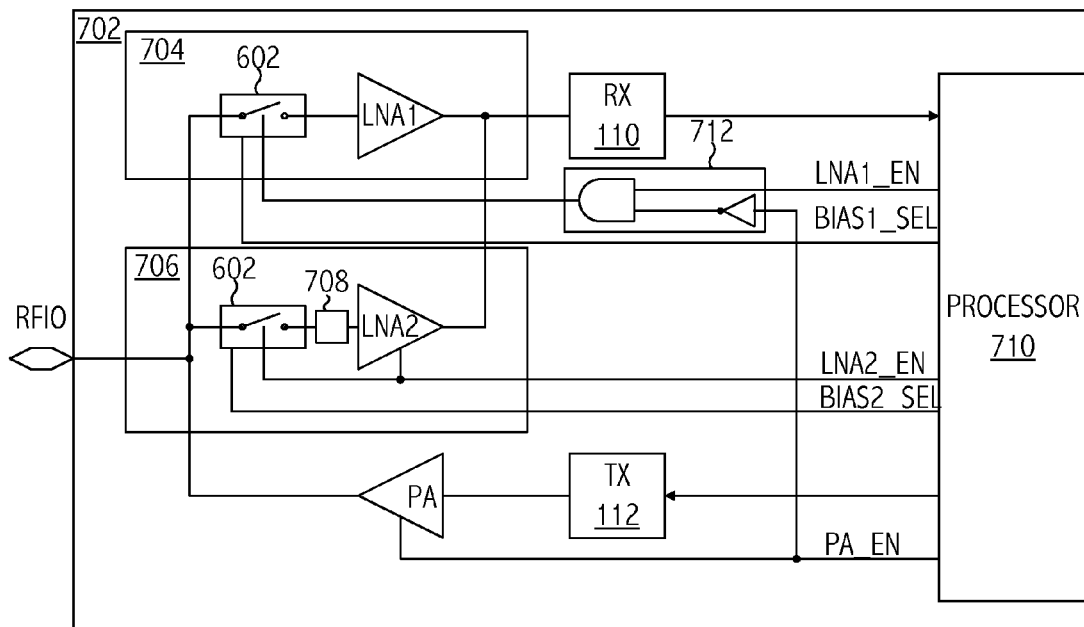 702
704
602
LNA1
RX
110
712
LNA1_EN
BIAS1_SEL
706
602
708
LNA2
RFIO
PROCESSOR
710
LNA2_EN
BIAS2_SEL
PA
TX
112
PA_EN